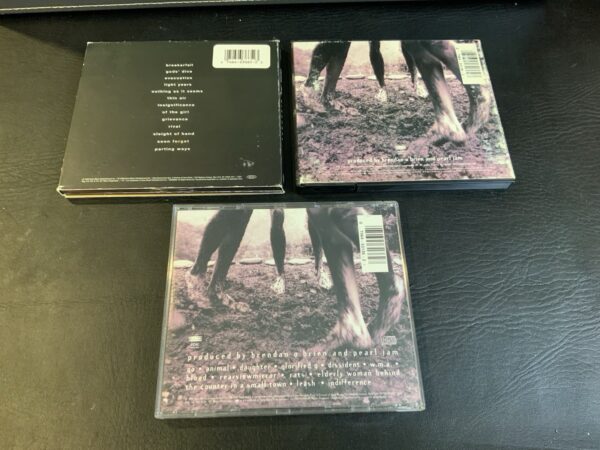 breakerfall
gods' dice
evacuation
light years
nothing as it seems
thin air
insignificance
of the girl
grievance
rival
sleight of hand
soon forget
parting ways
produced by brendan o brien and pearl jam
produced by brendan o brien and pearl jam
go • animal • daughter • glorified g • dissident • w.m.a. •
blood • rearviewmirror • rats • elderly woman behind
the counter in a small town • leash • indifference